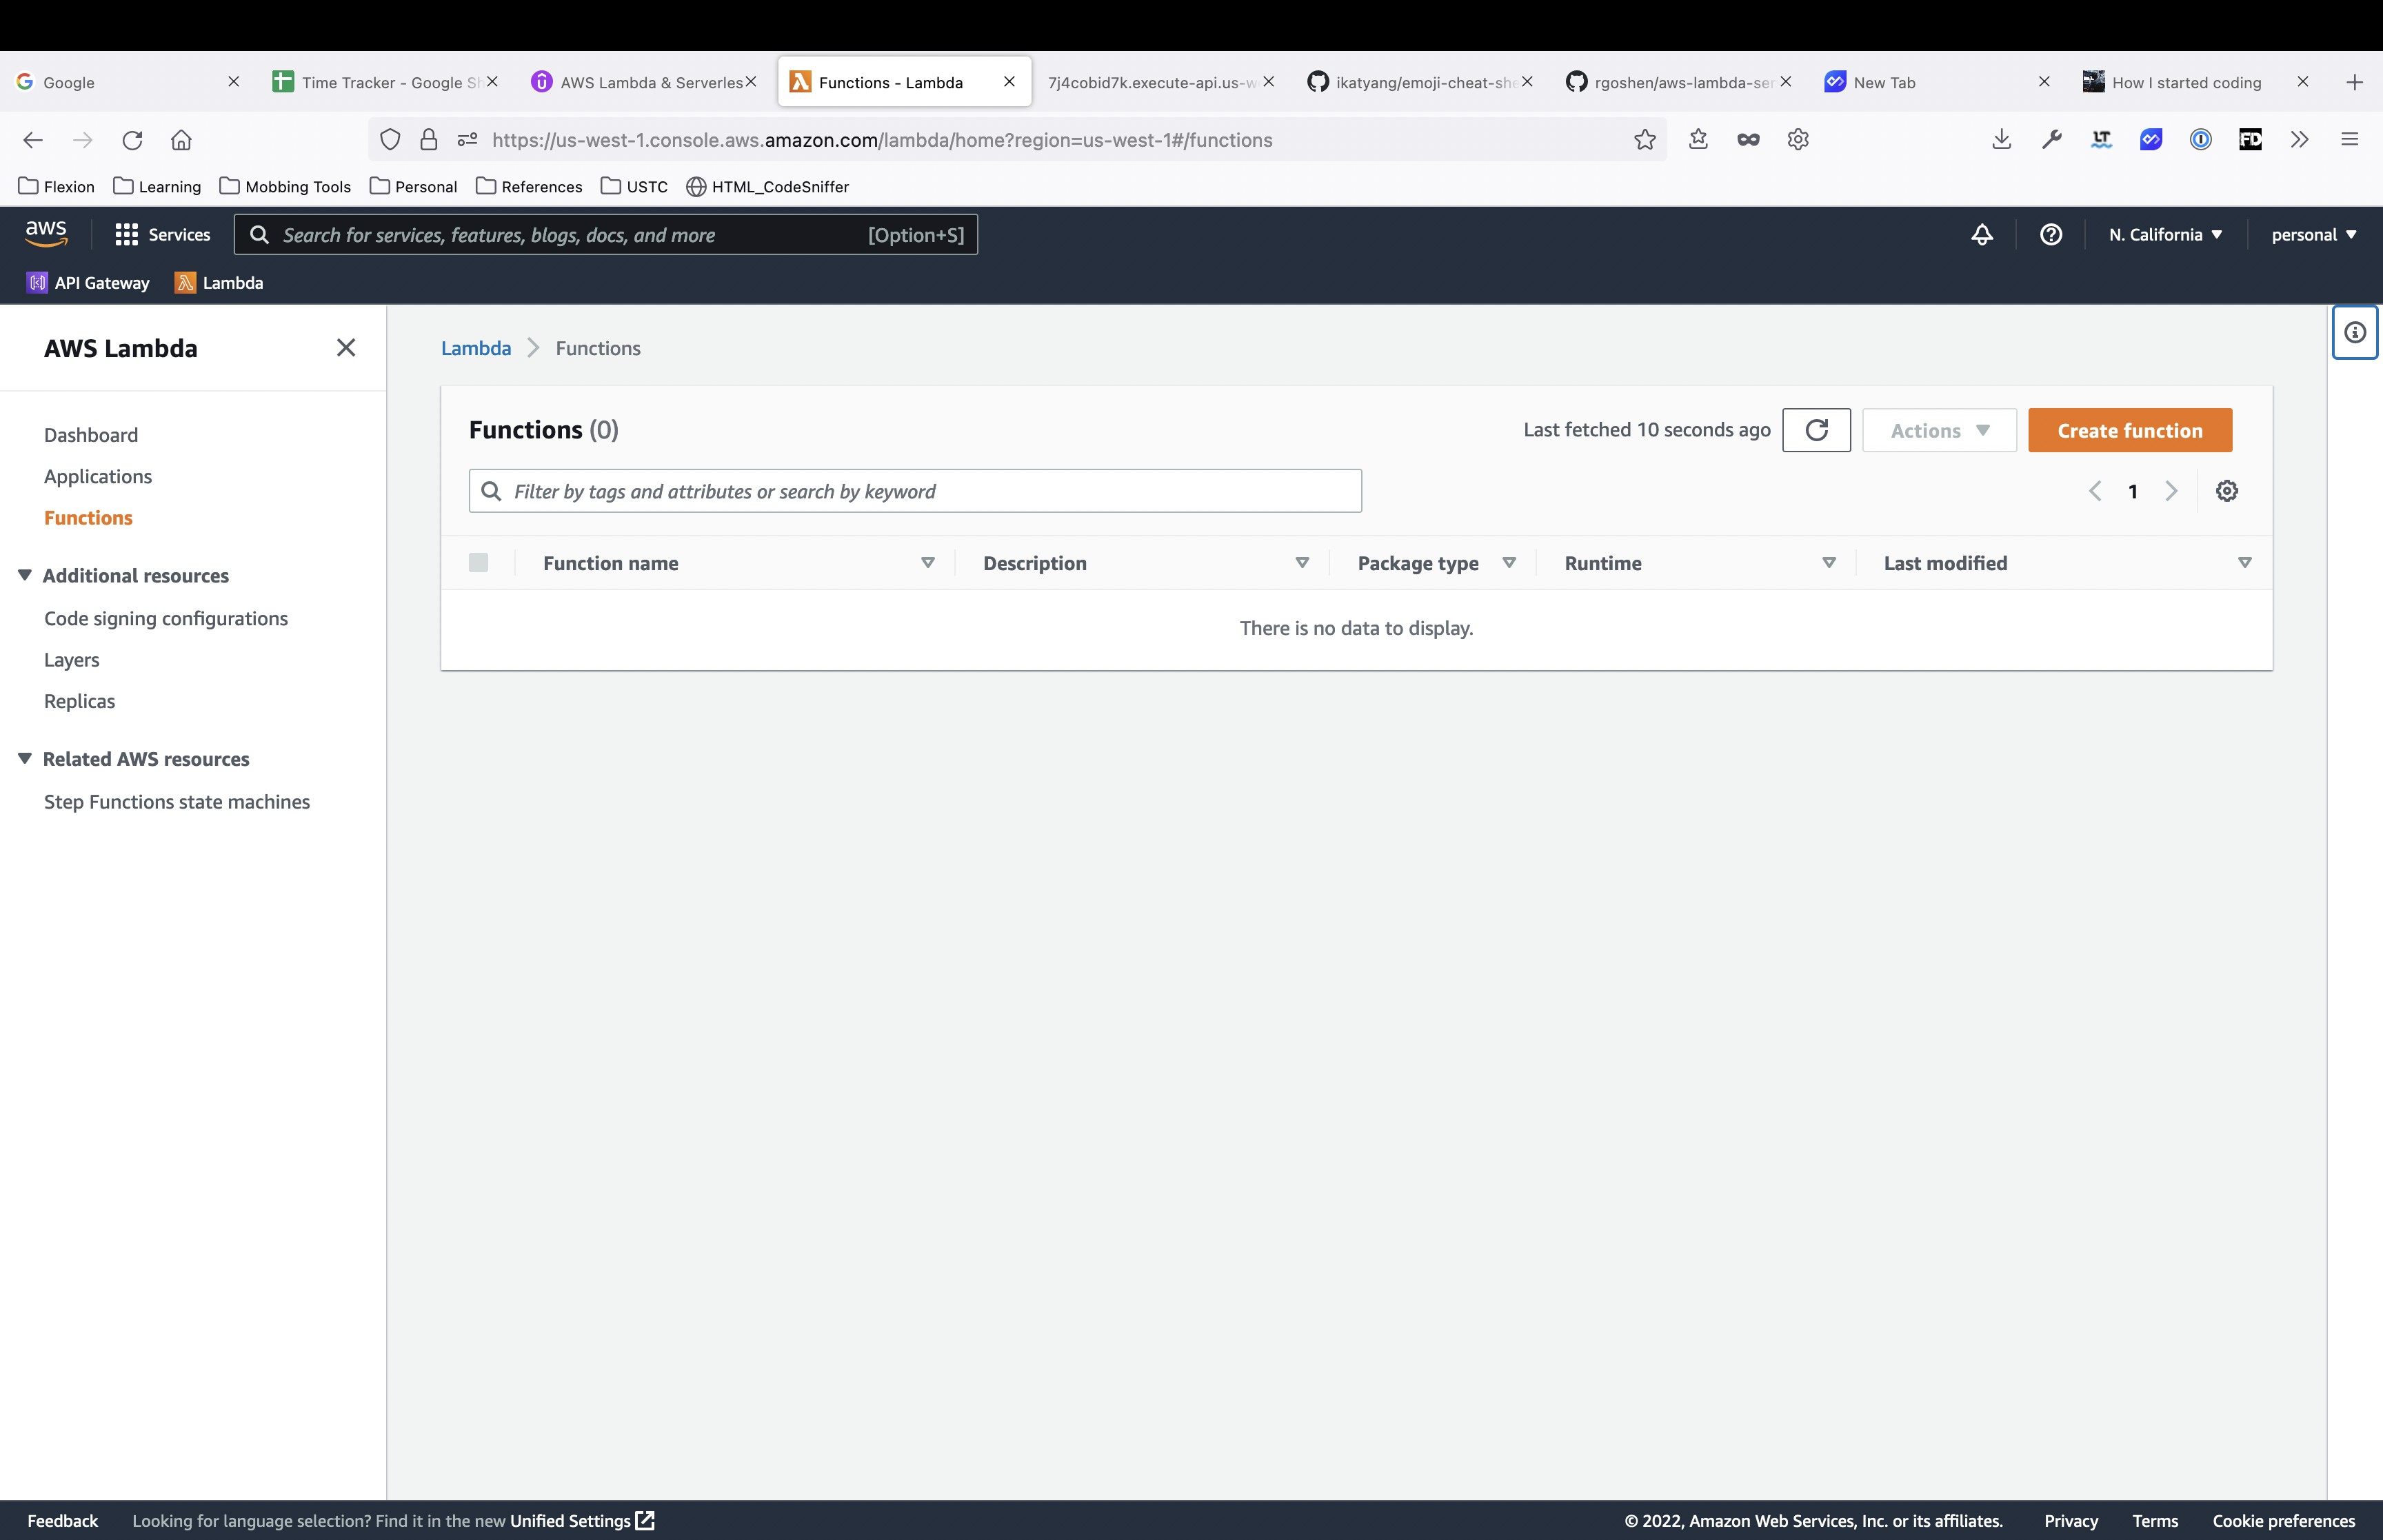 Google
Time Tracker - Google Sh
AWS Lambda & Serverles
Functions - Lambda
7j4cobid7k.execute-api.us-w
ikatyang/emoji-cheat-she
rgoshen/aws-lambda-ser
New Tab
How I started coding
https://us-west-1.console.aws.amazon.com/lambda/home?region=us-west-1#/functions
LT
FD
Flexion
Learning
Mobbing Tools
Personal
References
USTC
HTML_CodeSniffer
aws
Services
Search for services, features, blogs, docs, and more
[Option+S]
N. California
personal
API Gateway
Lambda
AWS Lambda
Lambda
Functions
Dashboard
Applications
Functions
Additional resources
Code signing configurations
Layers
Replicas
Related AWS resources
Step Functions state machines
Functions (0)
Last fetched 10 seconds ago
Actions
Create function
Filter by tags and attributes or search by keyword
1
Function name
Description
Package type
Runtime
Last modified
There is no data to display.
Feedback
Looking for language selection? Find it in the new Unified Settings
© 2022, Amazon Web Services, Inc. or its affiliates.
Privacy
Terms
Cookie preferences